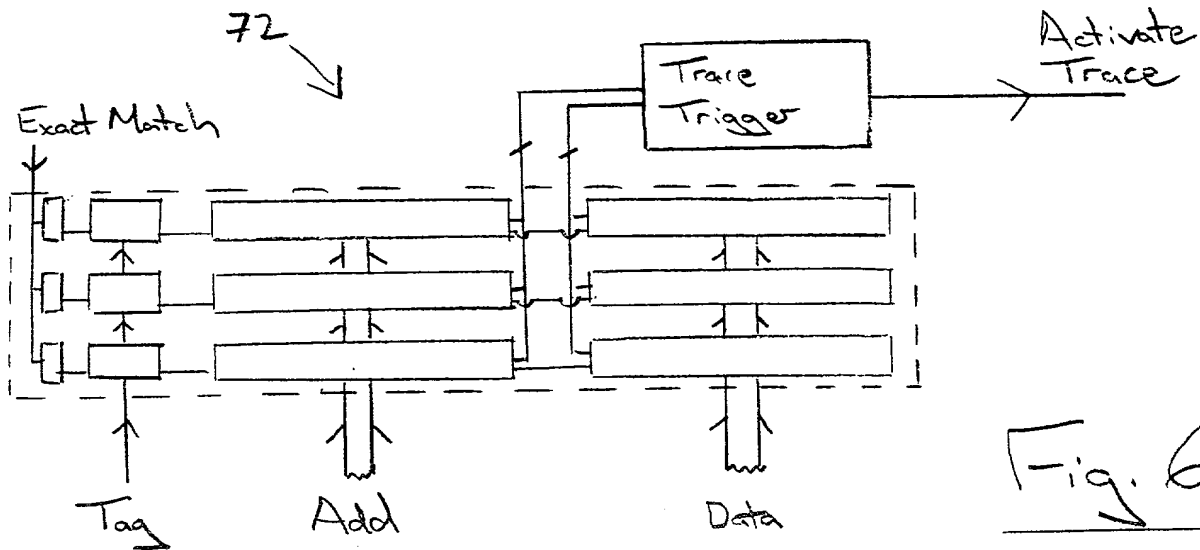 72
Activate
Trace
Trace
Trigger
Exact Match
Tag
Add
Data
Fig. 6